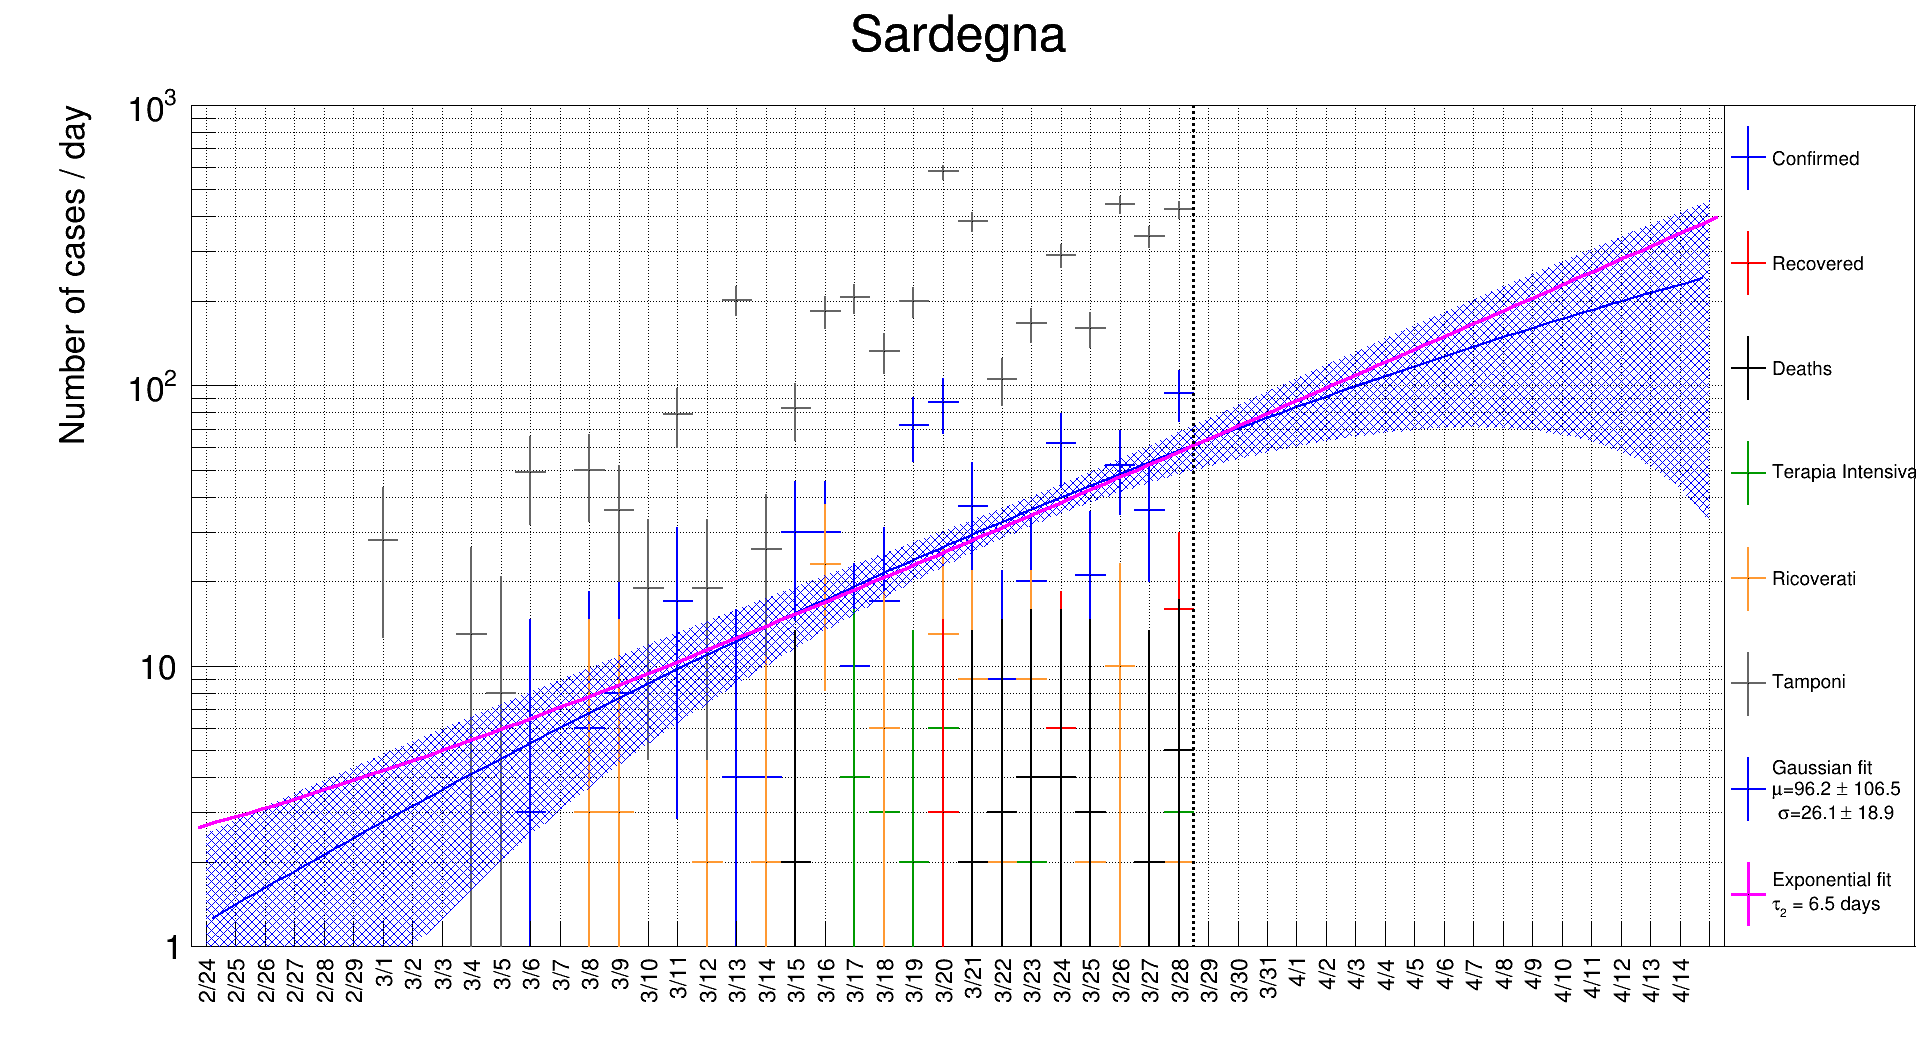 Sardegna
Number of cases / day
10³
10²
10
1
2/24 2/25 2/26 2/27 2/28 2/29 3/1 3/2 3/3 3/4 3/5 3/6 3/7 3/8 3/9 3/10 3/11 3/12 3/13 3/14 3/15 3/16 3/17 3/18 3/19 3/20 3/21 3/22 3/23 3/24 3/25 3/26 3/27 3/28 3/29 3/30 3/31 4/1 4/2 4/3 4/4 4/5 4/6 4/7 4/8 4/9 4/10 4/11 4/12 4/13 4/14
Confirmed
Recovered
Deaths
Terapia Intensiva
Ricoverati
Tamponi
Gaussian fit
μ=96.2 ± 106.5
σ=26.1 ± 18.9
Exponential fit
τ₂ = 6.5 days